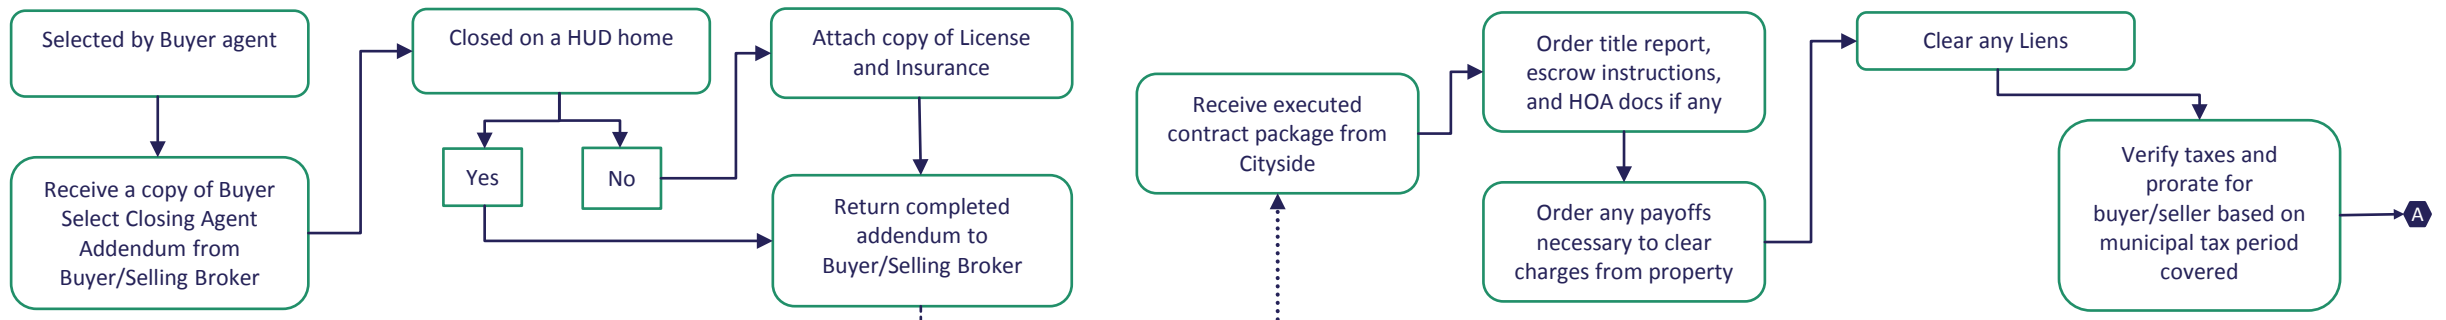 Selected by Buyer agent
Receive a copy of Buyer
Select Closing Agent
Addendum from
Buyer/Selling Broker
Closed on a HUD home
Yes
No
Attach copy of License
and Insurance
Return completed
addendum to
Buyer/Selling Broker
Receive executed
contract package from
Cityside
Order title report,
escrow instructions,
and HOA docs if any
Order any payoffs
necessary to clear
charges from property
Clear any Liens
Verify taxes and
prorate for
buyer/seller based on
municipal tax period
covered
A